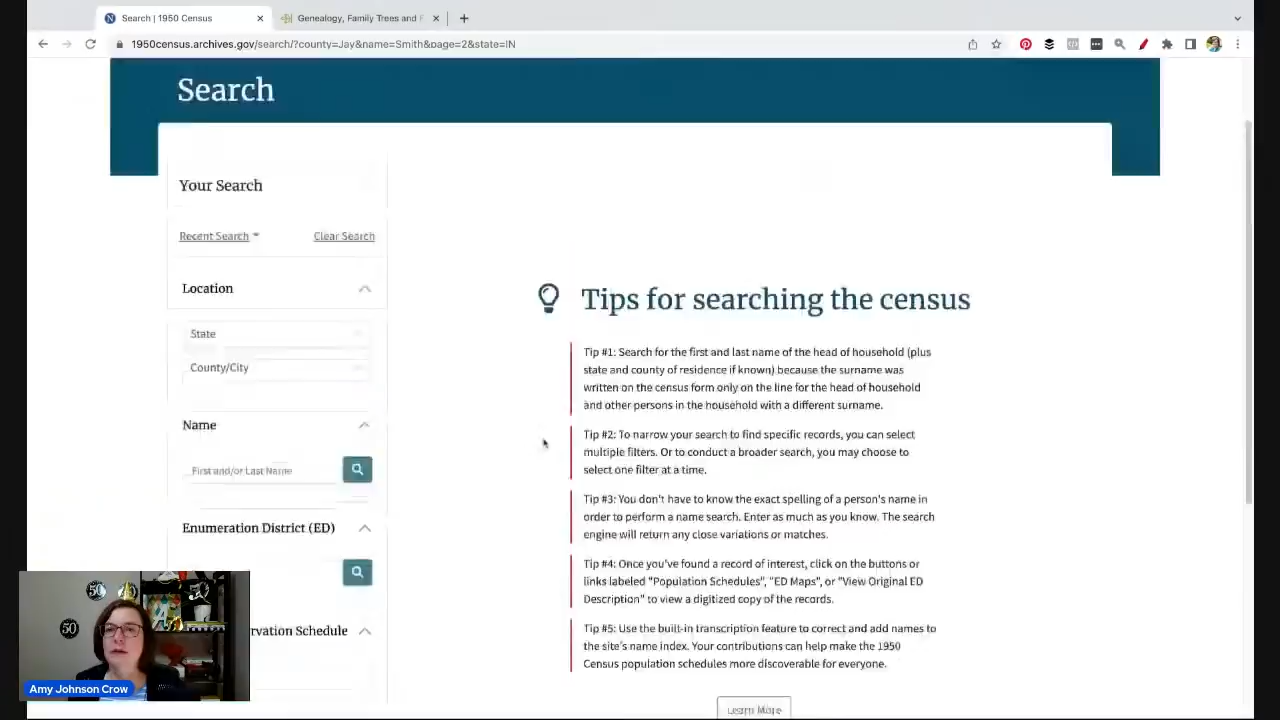 Search | 1950 Census
Genealogy, Family Trees and F
1950census.archives.gov/search/?county=Jay&name=Smith&page=2&state=IN
Search
Your Search
Recent Search
Clear Search
Location
State
County/City
Name
First and/or Last Name
Enumeration District (ED)
rvation Schedule
Tips for searching the census
Tip #1: Search for the first and last name of the head of household (plus
state and county of residence if known) because the surname was
written on the census form only on the line for the head of household
and other persons in the household with a different surname.
Tip #2: To narrow your search to find specific records, you can select
multiple filters. Or to conduct a broader search, you may choose to
select one filter at a time.
Tip #3: You don't have to know the exact spelling of a person's name in
order to perform a name search. Enter as much as you know. The search
engine will return any close variations or matches.
Tip #4: Once you've found a record of interest, click on the buttons or
links labeled "Population Schedules", "ED Maps", or "View Original ED
Description" to view a digitized copy of the records.
Tip #5: Use the built-in transcription feature to correct and add names to
the site's name index. Your contributions can help make the 1950
Census population schedules more discoverable for everyone.
Learn More
50
50
Amy Johnson Crow